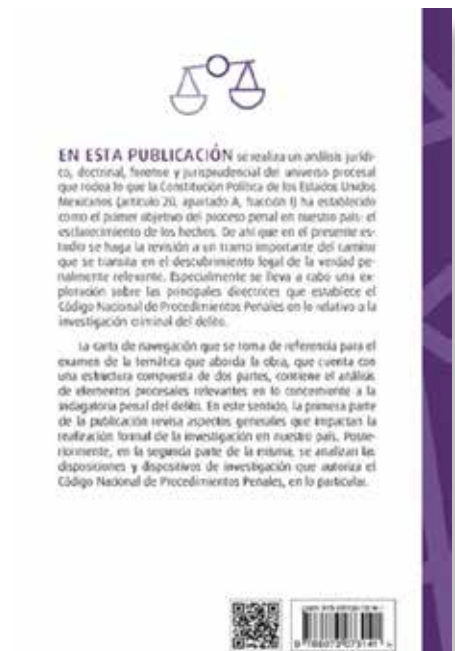 EN ESTA PUBLICACIÓN se realiza un análisis jurídi-
co, doctrinal, forense y jurisprudencial del universo procesal
que rodea lo que la Constitución Política de los Estados Unidos
Mexicanos (artículo 20, apartado A, fracción I) ha establecido
como el primer objetivo del proceso penal en nuestro país: el
esclarecimiento de los hechos. De ahí que en el presente es-
tudio se haga la revisión a un tramo importante del camino
que se transita en el descubrimiento legal de la verdad pe-
nalmente relevante. Especialmente se lleva a cabo una ex-
ploración sobre las principales directrices que establece el
Código Nacional de Procedimientos Penales en lo relativo a la
investigación criminal del delito.
La carta de navegación que se toma de referencia para el
examen de la temática que aborda la obra, que cuenta con
una estructura compuesta de dos partes, contiene el análisis
de elementos procesales relevantes en lo concerniente a la
indagatoria penal del delito. En este sentido, la primera parte
de la publicación revisa aspectos generales que impactan la
realización formal de la investigación en nuestro país. Poste-
riormente, en la segunda parte de la misma, se analizan las
disposiciones y dispositivos de investigación que autoriza el
Código Nacional de Procedimientos Penales, en lo particular.